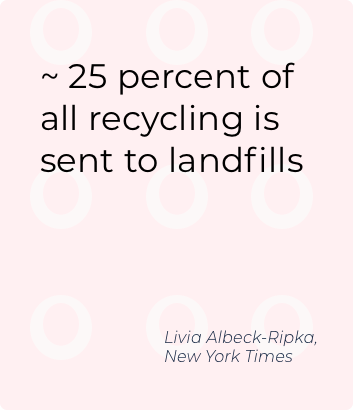 ~ 25 percent of
all recycling is
sent to landfills
Livia Albeck-Ripka,
New York Times